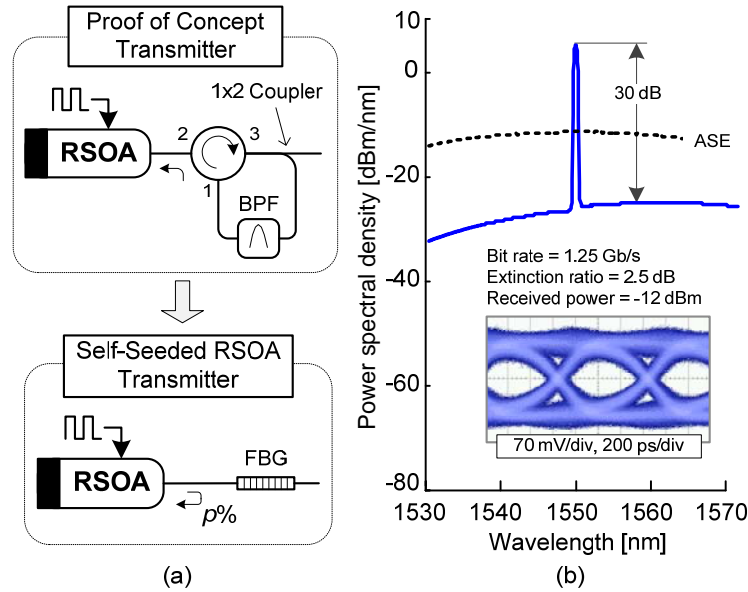 Proof of Concept
Transmitter
1x2 Coupler
RSOA
2
3
1
BPF
Self-Seeded RSOA
Transmitter
RSOA
FBG
p%
(a)
Power spectral density [dBm/nm]
10
0
-20
-40
-60
-80
30 dB
ASE
Bit rate = 1.25 Gb/s
Extinction ratio = 2.5 dB
Received power = -12 dBm
70 mV/div, 200 ps/div
1530
1540
1550
1560
1570
Wavelength [nm]
(b)